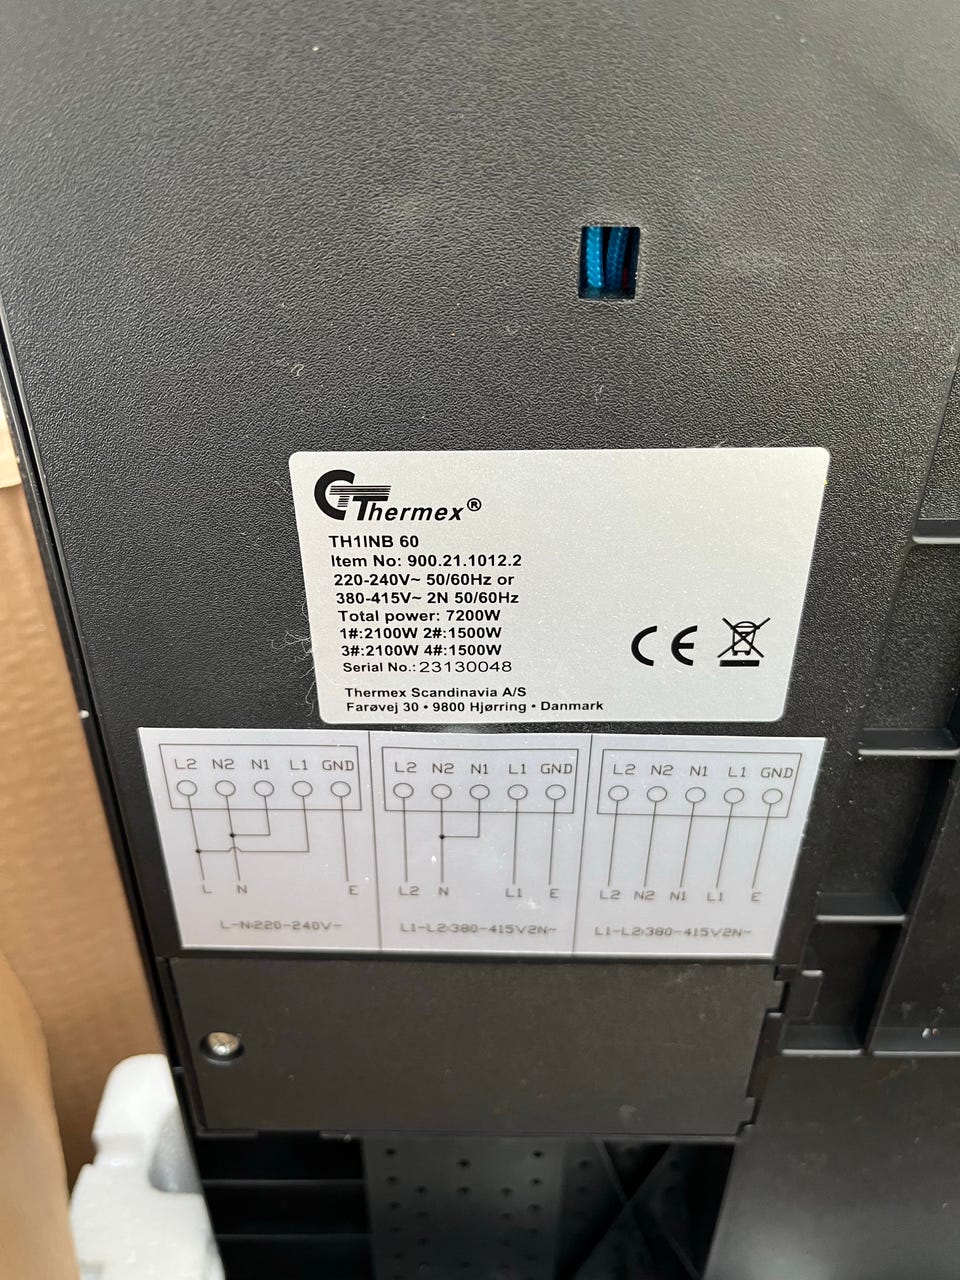 Thermex®
TH1INB 60
Item No: 900.21.1012.2
220-240V~ 50/60Hz or
380-415V~ 2N 50/60Hz
Total power: 7200W
1#:2100W 2#:1500W
3#:2100W 4#:1500W
Serial No.: 23130048
CE
Thermex Scandinavia A/S
Farøvej 30 • 9800 Hjørring • Danmark
L2 N2 N1 L1 GND
L N E
L-N:220-240V~
L2 N2 N1 L1 GND
L2 N L1 E
L1-L2:380-415V2N~
L2 N2 N1 L1 GND
L2 N2 N1 L1 E
L1-L2:380-415V2N~